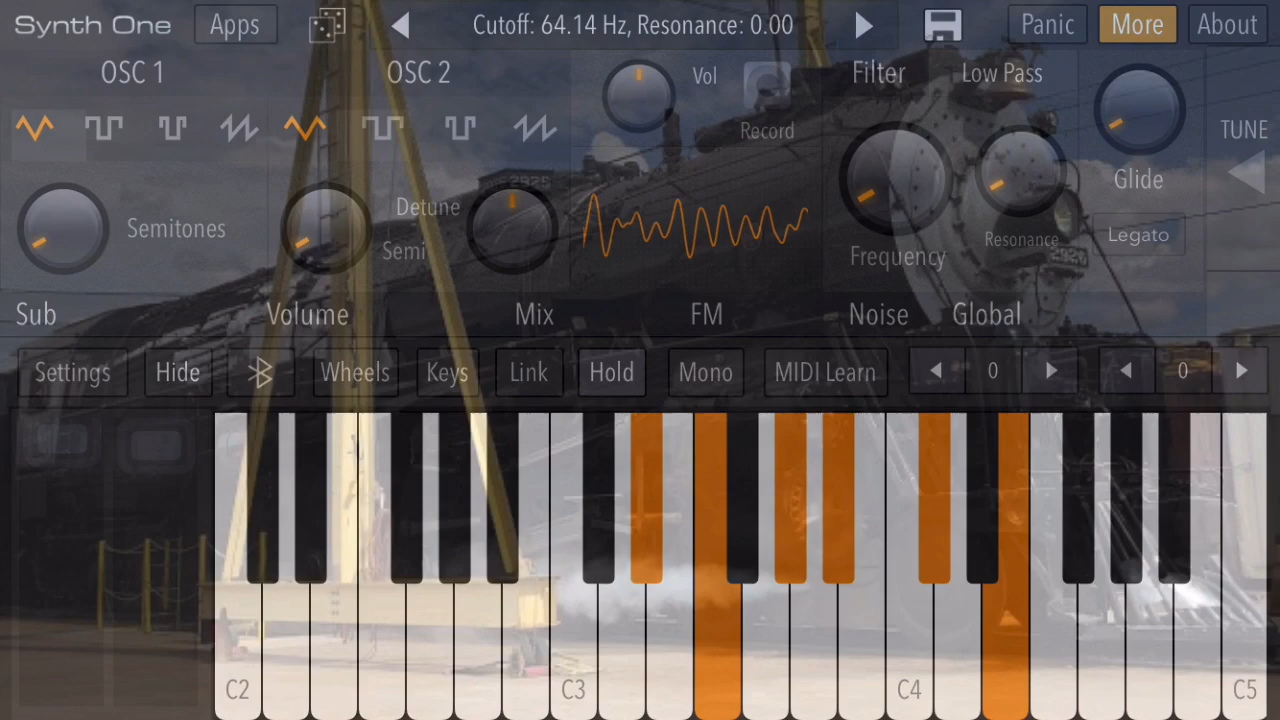 Synth One Apps Cutoff: 64.14 Hz, Resonance: 0.00 Panic More About
OSC 1 OSC 2 Vol Filter Low Pass
Record TUNE
Glide
Detune
Semitones Semi Resonance Legato
Frequency
Sub Volume Mix FM Noise Global
Settings Hide Wheels Keys Link Hold Mono MIDI Learn 0 0
C2 C3 C4 C5
2926